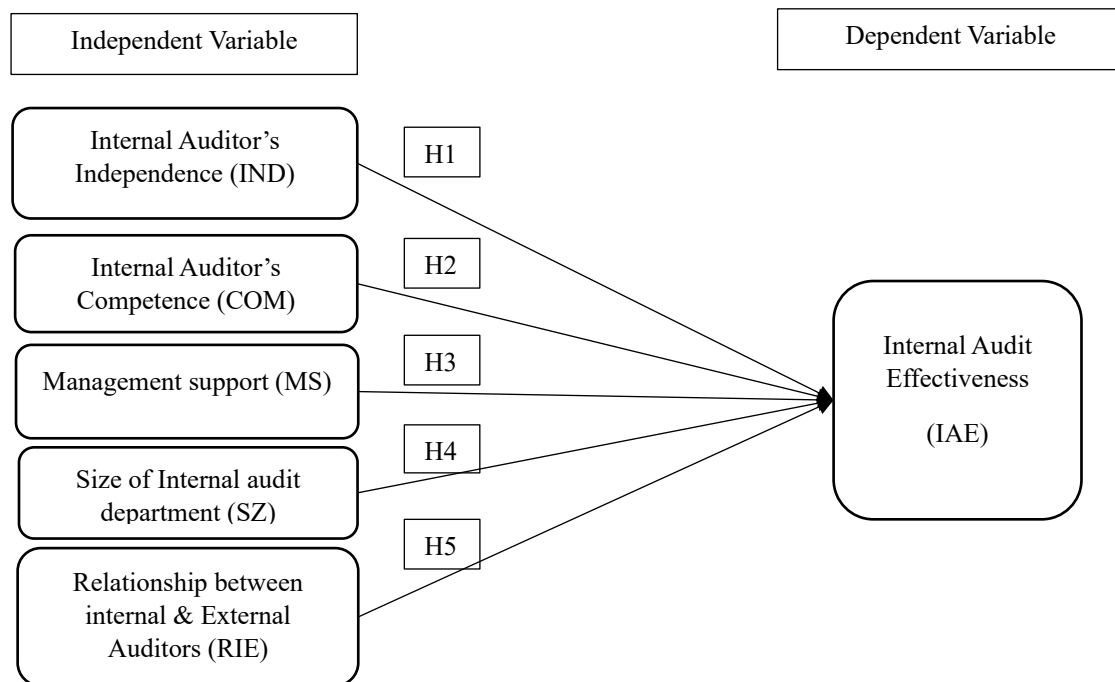 Independent Variable
Dependent Variable
Internal Auditor’s
Independence (IND)
H1
Internal Auditor’s
Competence (COM)
H2
Management support (MS)
H3
Size of Internal audit
department (SZ)
H4
Relationship between
internal & External
Auditors (RIE)
H5
Internal Audit
Effectiveness
(IAE)